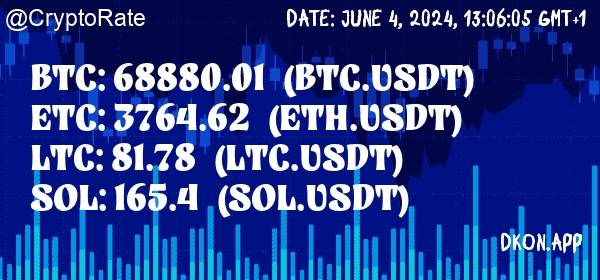 @CryptoRate
DATE: JUNE 4, 2024, 13:06:05 GMT+1
BTC: 68880.01 (BTC.USDT)
ETC: 3764.62 (ETH.USDT)
LTC: 81.78 (LTC.USDT)
SOL: 165.4 (SOL.USDT)
DKON.APP